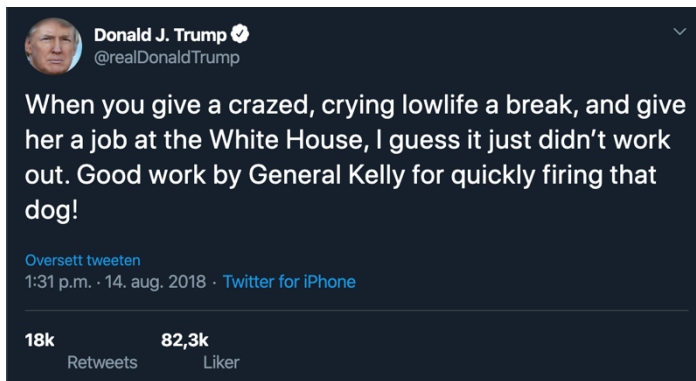 Donald J. Trump
@realDonaldTrump
When you give a crazed, crying lowlife a break, and give
her a job at the White House, I guess it just didn’t work
out. Good work by General Kelly for quickly firing that
dog!
Oversett tweeten
1:31 p.m. · 14. aug. 2018 · Twitter for iPhone
18k 82,3k
Retweets Liker